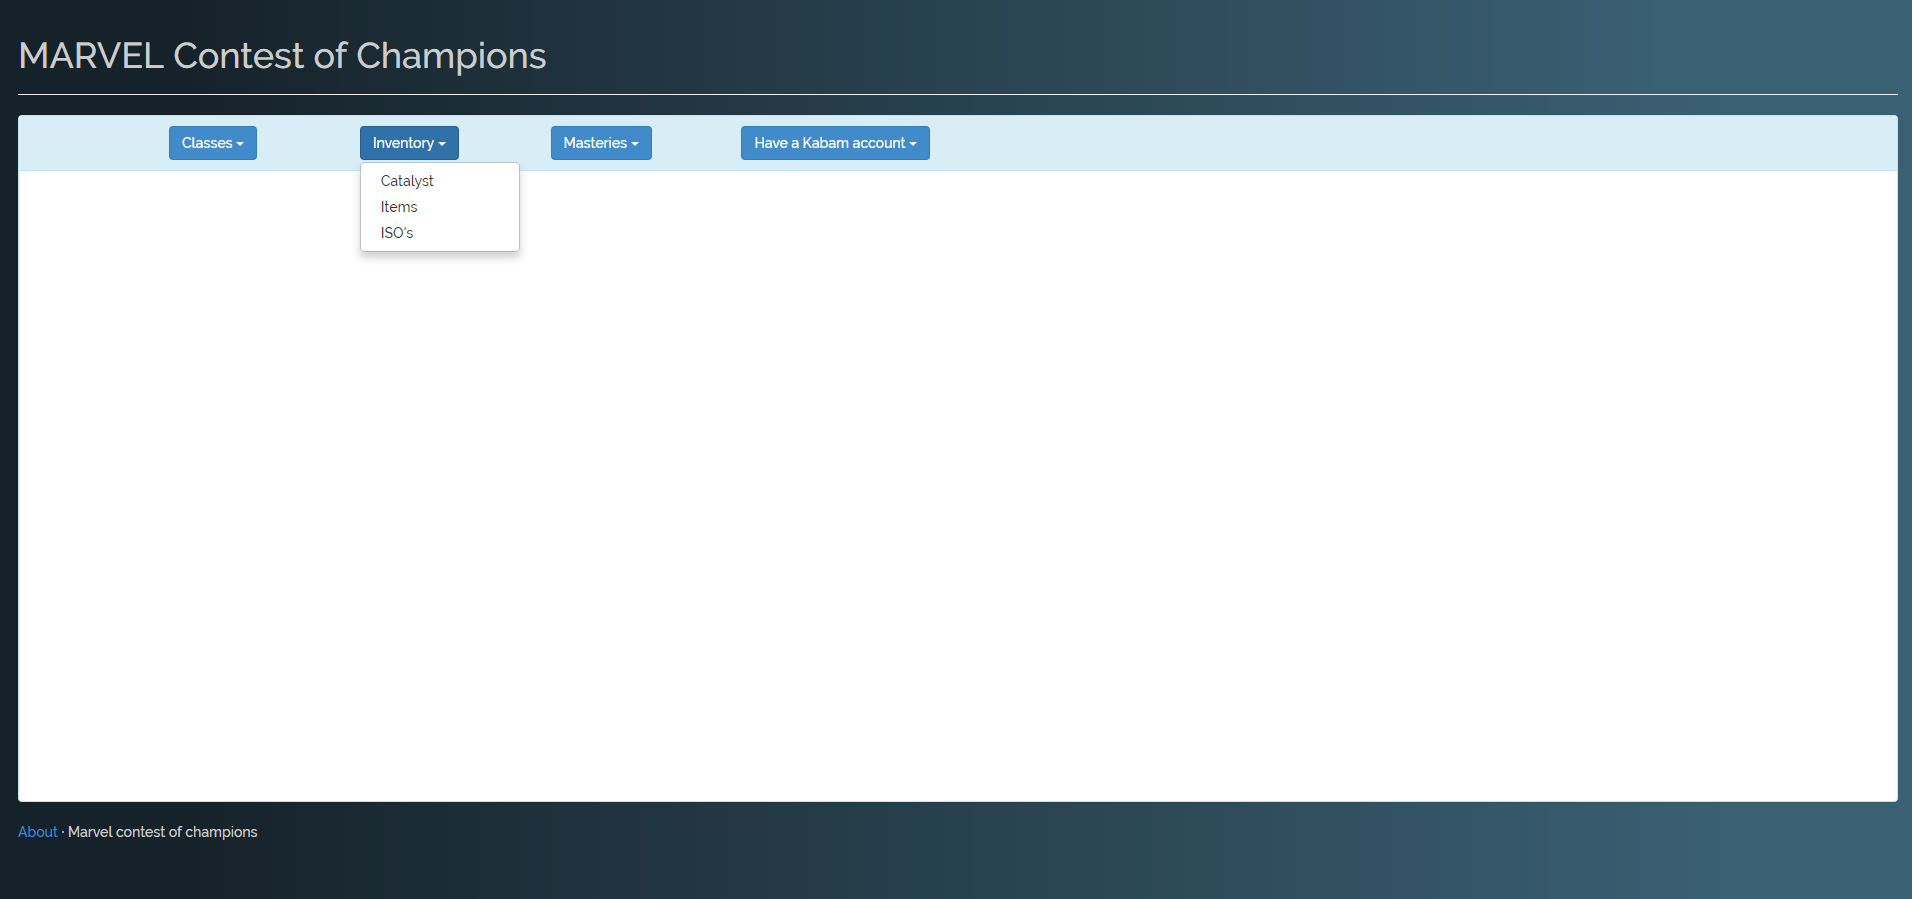 MARVEL Contest of Champions
Classes Inventory Masteries Have a Kabam account
Catalyst
Items
ISO's
About · Marvel contest of champions